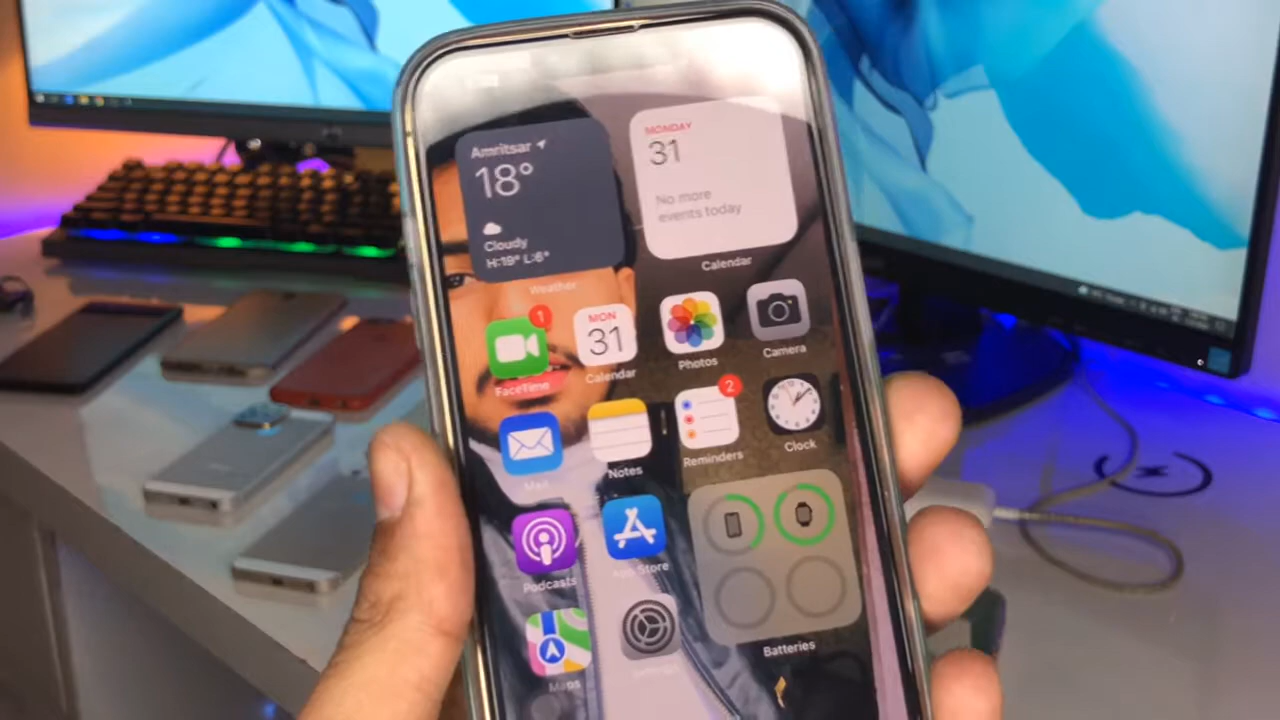 Amritsar
18°
Cloudy
H:19° L:6°
Weather
MONDAY
31
No more
events today
Calendar
1
FaceTime
MON
31
Calendar
Photos
Camera
Mail
Notes
2
Reminders
Clock
Podcasts
App Store
Maps
Batteries